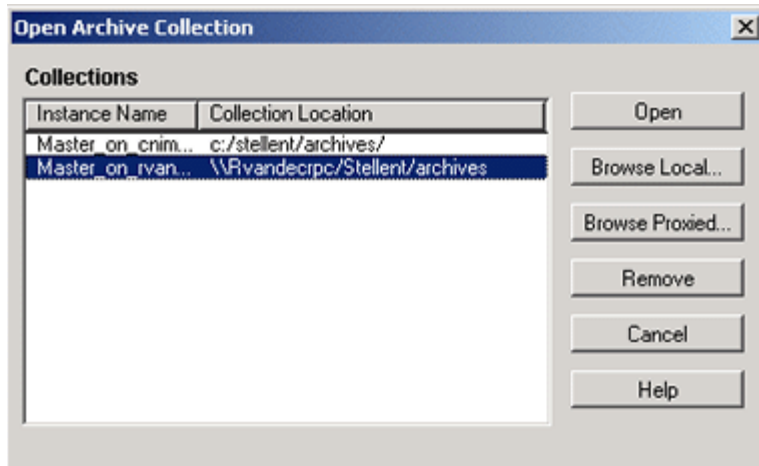 Open Archive Collection
Collections
Instance Name Collection Location
Master_on_cnim... c:/stellent/archives/
Master_on_rvan... \\Rvandecrpc/Stellent/archives
Open
Browse Local...
Browse Proxied...
Remove
Cancel
Help